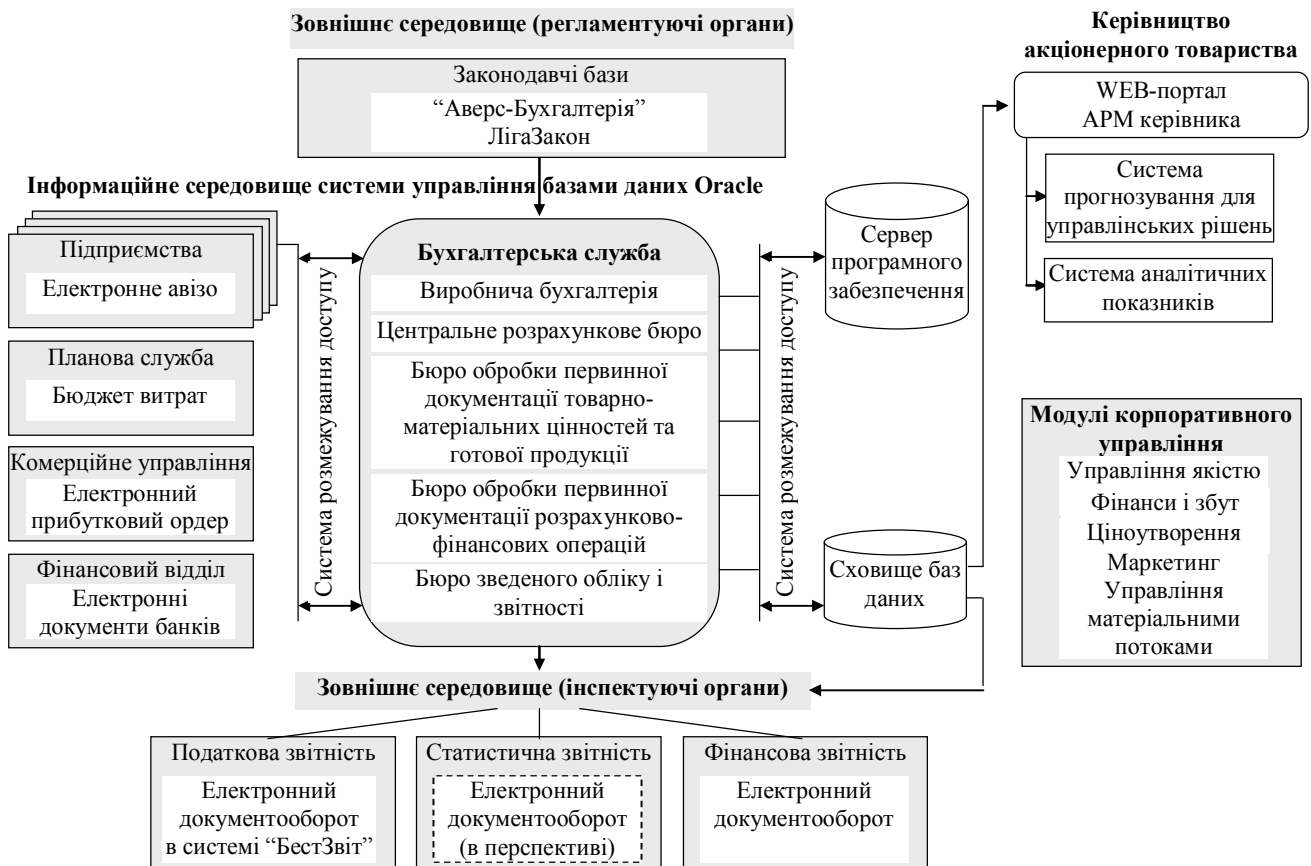 Зовнішнє середовище (регламентуючі органи)
Законодавчі бази
“Аверс-Бухгалтерія”
ЛігаЗакон
Керівництво
акціонерного товариства
WEB-портал
АРМ керівника
Система
прогнозування для
управлінських рішень
Система аналітичних
показників
Інформаційне середовище системи управління базами даних Oracle
Підприємства
Електронне авізо
Планова служба
Бюджет витрат
Комерційне управління
Електронний
прибутковий ордер
Фінансовий відділ
Електронні
документи банків
Система розмежування доступу
Бухгалтерська служба
Виробнича бухгалтерія
Центральне розрахункове бюро
Бюро обробки первинної
документації товарно-
матеріальних цінностей та
готової продукції
Бюро обробки первинної
документації розрахунково-
фінансових операцій
Бюро зведеного обліку і
звітності
Система розмежування доступу
Сервер
програмного
забезпечення
Сховище баз
даних
Модулі корпоративного
управління
Управління якістю
Фінанси і збут
Ціноутворення
Маркетинг
Управління
матеріальними
потоками
Зовнішнє середовище (інспектуючі органи)
Податкова звітність
Електронний
документооборот
в системі “БестЗвіт”
Статистична звітність
Електронний
документооборот
(в перспективі)
Фінансова звітність
Електронний
документооборот